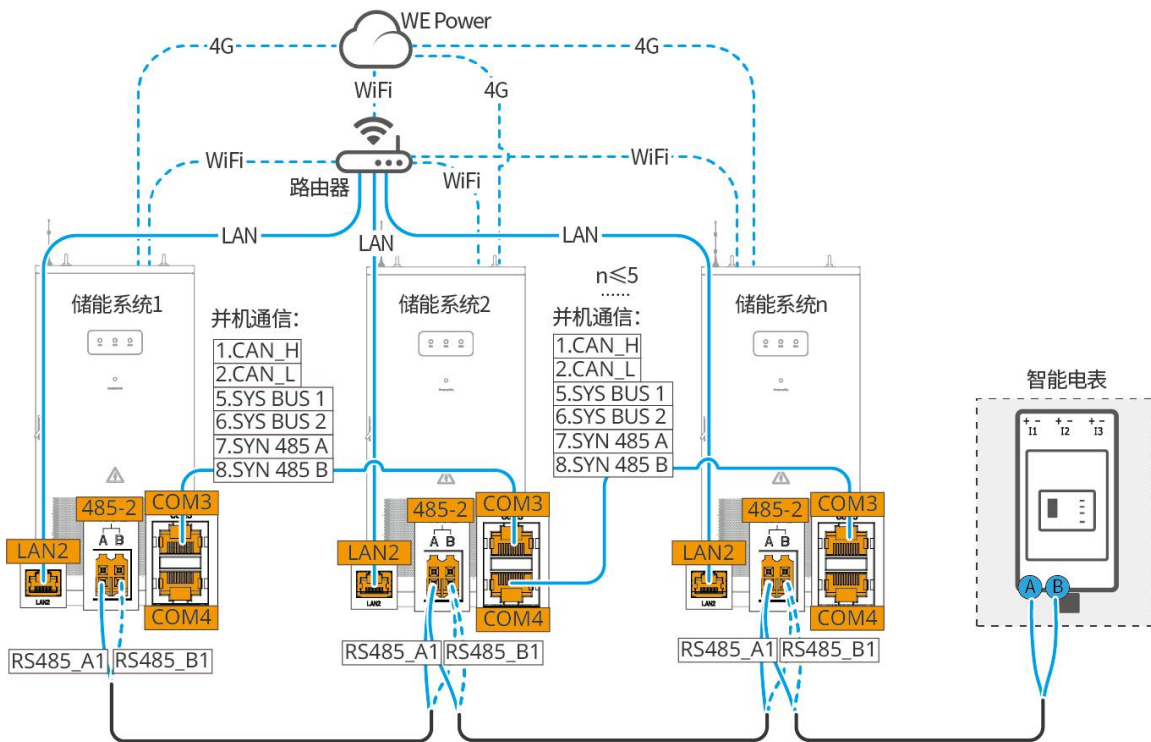 WE Power
4G
4G
WiFi
4G
WiFi
WiFi
WiFi
路由器
LAN
LAN
LAN
储能系统1
储能系统2
储能系统n
n≤5
......
并机通信：
1.CAN_H
2.CAN_L
5.SYS BUS 1
6.SYS BUS 2
7.SYN 485 A
8.SYN 485 B
并机通信：
1.CAN_H
2.CAN_L
5.SYS BUS 1
6.SYS BUS 2
7.SYN 485 A
8.SYN 485 B
智能电表
+ - + - + -
I1 I2 I3
A B
LAN2
LAN2
485-2
A B
COM3
COM4
RS485_A1
RS485_B1
LAN2
LAN2
485-2
A B
COM3
COM4
RS485_A1
RS485_B1
LAN2
LAN2
485-2
A B
COM3
COM4
RS485_A1
RS485_B1